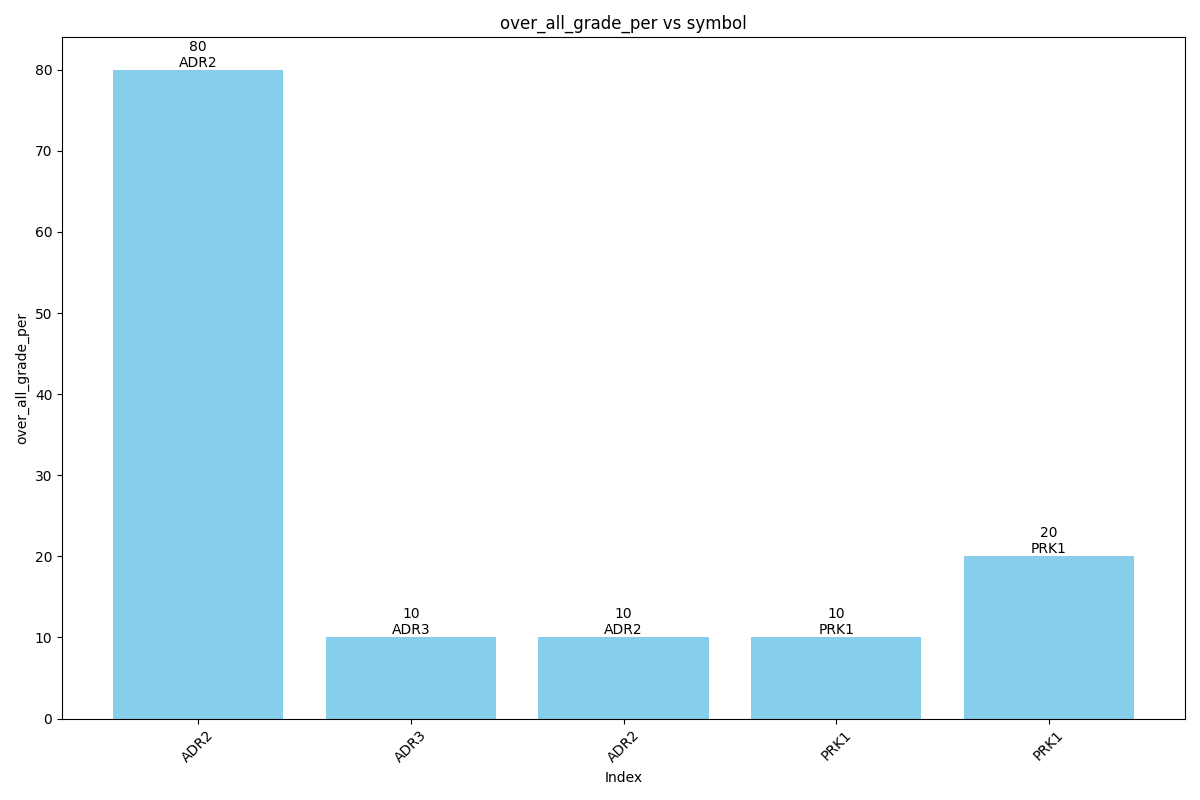 over_all_grade_per vs symbol
80
ADR2
10
ADR3
10
ADR2
10
PRK1
20
PRK1
over_all_grade_per
80
70
60
50
40
30
20
10
0
ADR2
ADR3
ADR2
PRK1
PRK1
Index